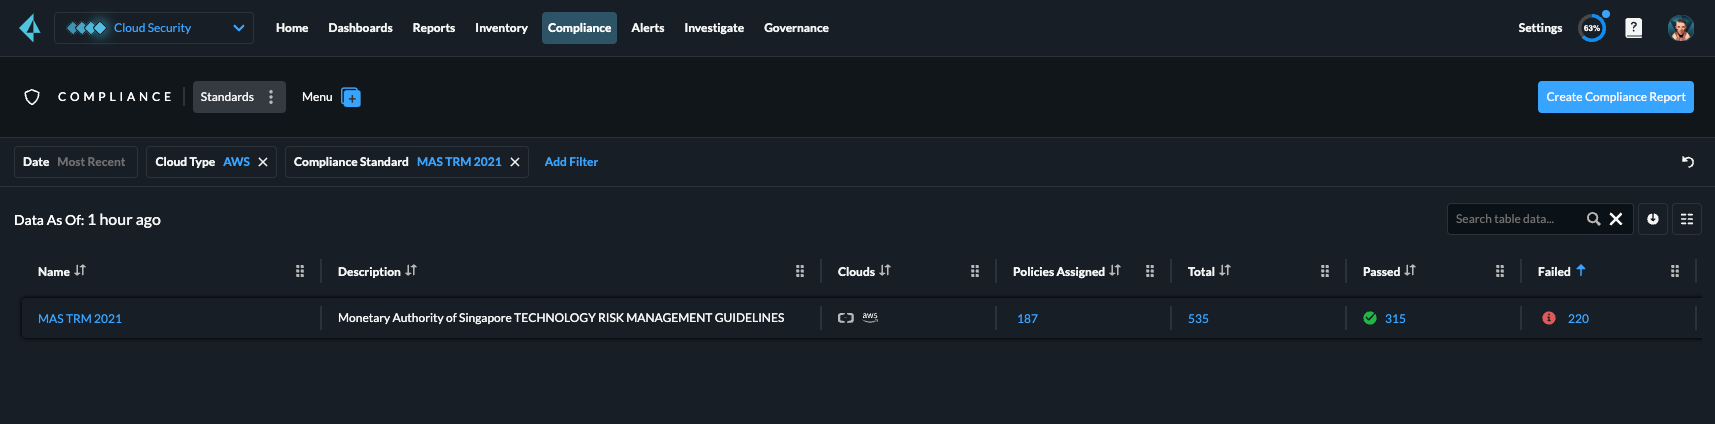 Cloud Security
Home Dashboards Reports Inventory Compliance Alerts Investigate Governance
Settings 63% ?
COMPLIANCE Standards Menu
Create Compliance Report
Date Most Recent Cloud Type AWS Compliance Standard MAS TRM 2021 Add Filter
Data As Of: 1 hour ago
Search table data...
Name Description Clouds Policies Assigned Total Passed Failed
MAS TRM 2021 Monetary Authority of Singapore TECHNOLOGY RISK MANAGEMENT GUIDELINES aws 187 535 315 220